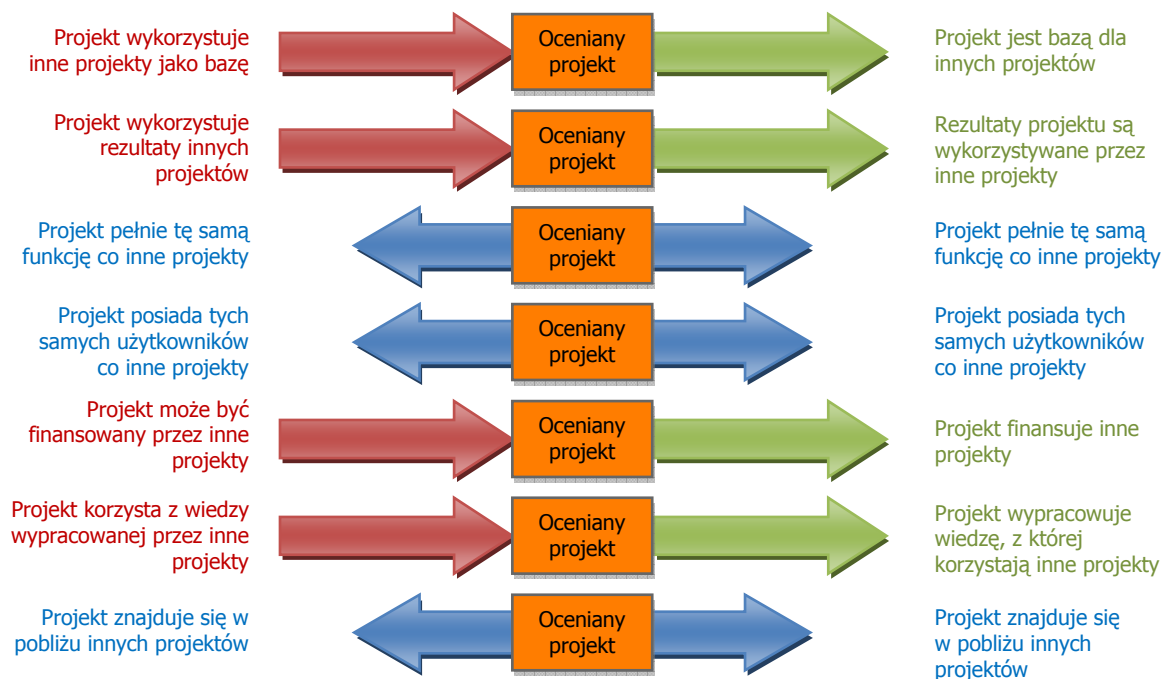 Projekt wykorzystuje
inne projekty jako bazę
Oceniany
projekt
Projekt jest bazą dla
innych projektów
Projekt wykorzystuje
rezultaty innych
projektów
Oceniany
projekt
Rezultaty projektu są
wykorzystywane przez
inne projekty
Projekt pełnie tę samą
funkcję co inne projekty
Oceniany
projekt
Projekt pełnie tę samą
funkcję co inne projekty
Projekt posiada tych
samych użytkowników
co inne projekty
Oceniany
projekt
Projekt posiada tych
samych użytkowników
co inne projekty
Projekt może być
finansowany przez inne
projekty
Oceniany
projekt
Projekt finansuje inne
projekty
Projekt korzysta z wiedzy
wypracowanej przez inne
projekty
Oceniany
projekt
Projekt wypracowuje
wiedzę, z której
korzystają inne projekty
Projekt znajduje się w
pobliżu innych projektów
Oceniany
projekt
Projekt znajduje się
w pobliżu innych
projektów